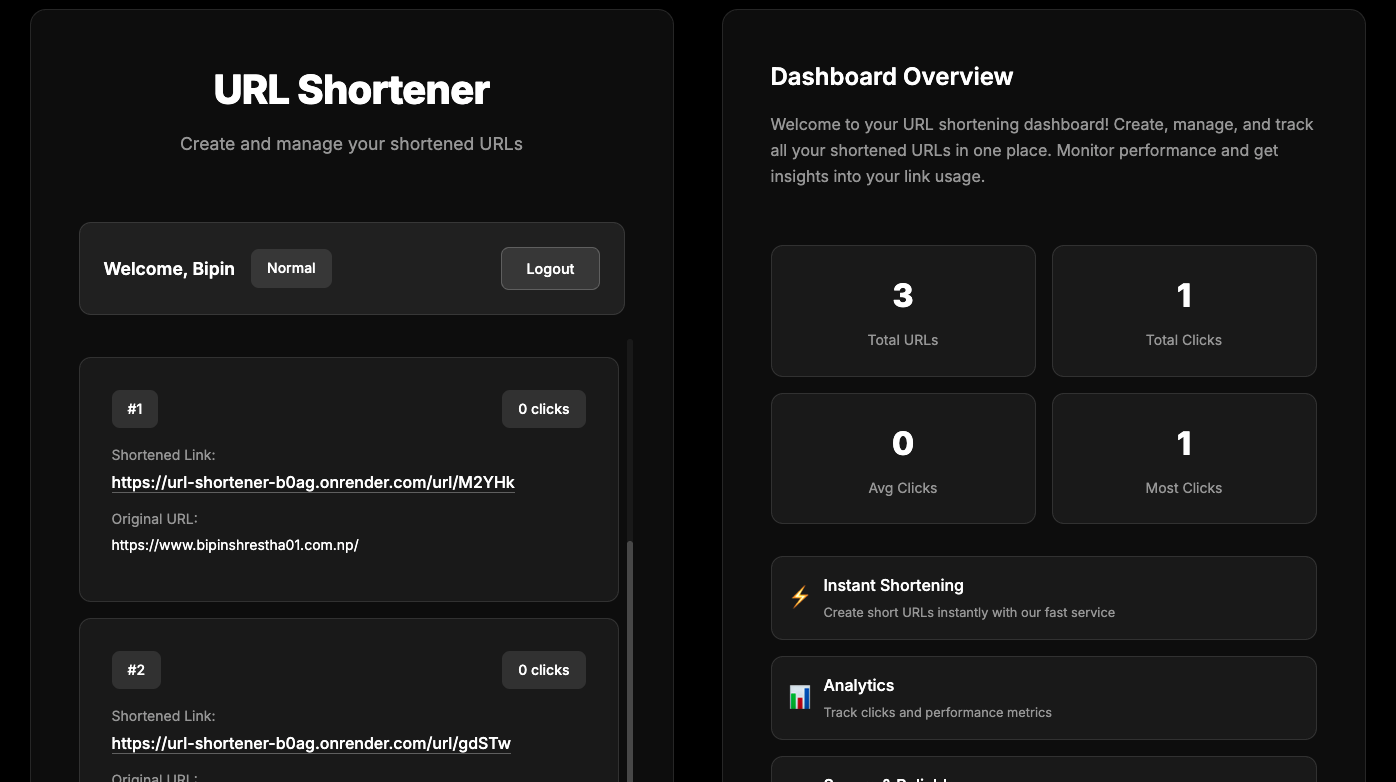 URL Shortener
Create and manage your shortened URLs
Welcome, Bipin
Normal
Logout
#1
0 clicks
Shortened Link:
https://url-shortener-b0ag.onrender.com/url/M2YHk
Original URL:
https://www.bipinshrestha01.com.np/
#2
0 clicks
Shortened Link:
https://url-shortener-b0ag.onrender.com/url/gdSTw
Original URL:
Dashboard Overview
Welcome to your URL shortening dashboard! Create, manage, and track
all your shortened URLs in one place. Monitor performance and get
insights into your link usage.
3
Total URLs
1
Total Clicks
0
Avg Clicks
1
Most Clicks
Instant Shortening
Create short URLs instantly with our fast service
Analytics
Track clicks and performance metrics